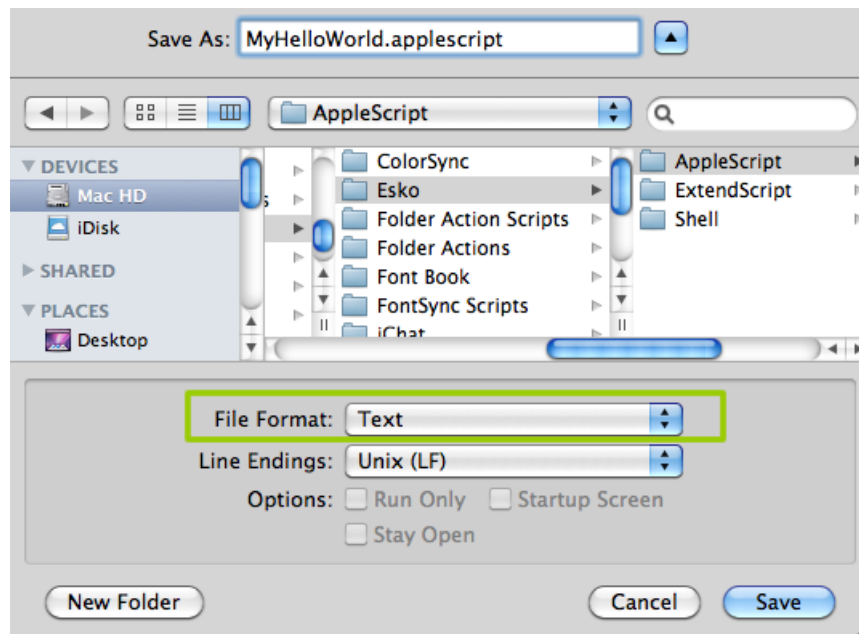 Save As: MyHelloWorld.applescript
AppleScript
DEVICES
Mac HD
iDisk
SHARED
PLACES
Desktop
s
ColorSync
Esko
Folder Action Scripts
Folder Actions
Font Book
FontSync Scripts
iChat
AppleScript
ExtendScript
Shell
File Format: Text
Line Endings: Unix (LF)
Options: Run Only Startup Screen
Stay Open
New Folder Cancel Save